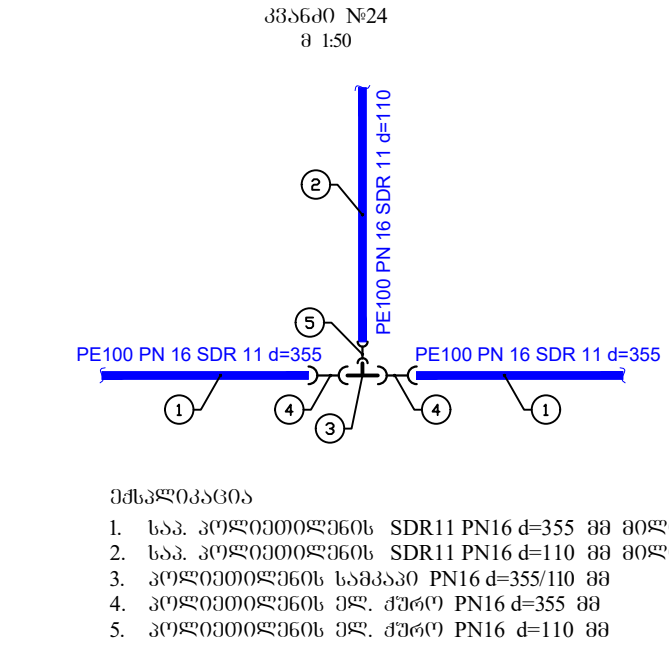 კვანძი №24
მ 1:50
PE100 PN 16 SDR 11 d=110
2
5
PE100 PN 16 SDR 11 d=355
PE100 PN 16 SDR 11 d=355
1
4
3
4
1
ექსპლიკაცია
1. საპ. პოლიეთილენის SDR11 PN16 d=355 მმ მილ
2. საპ. პოლიეთილენის SDR11 PN16 d=110 მმ მილ
3. პოლიეთილენის სამკაპი PN16 d=355/110 მმ
4. პოლიეთილენის ელ. ქურო PN16 d=355 მმ
5. პოლიეთილენის ელ. ქურო PN16 d=110 მმ